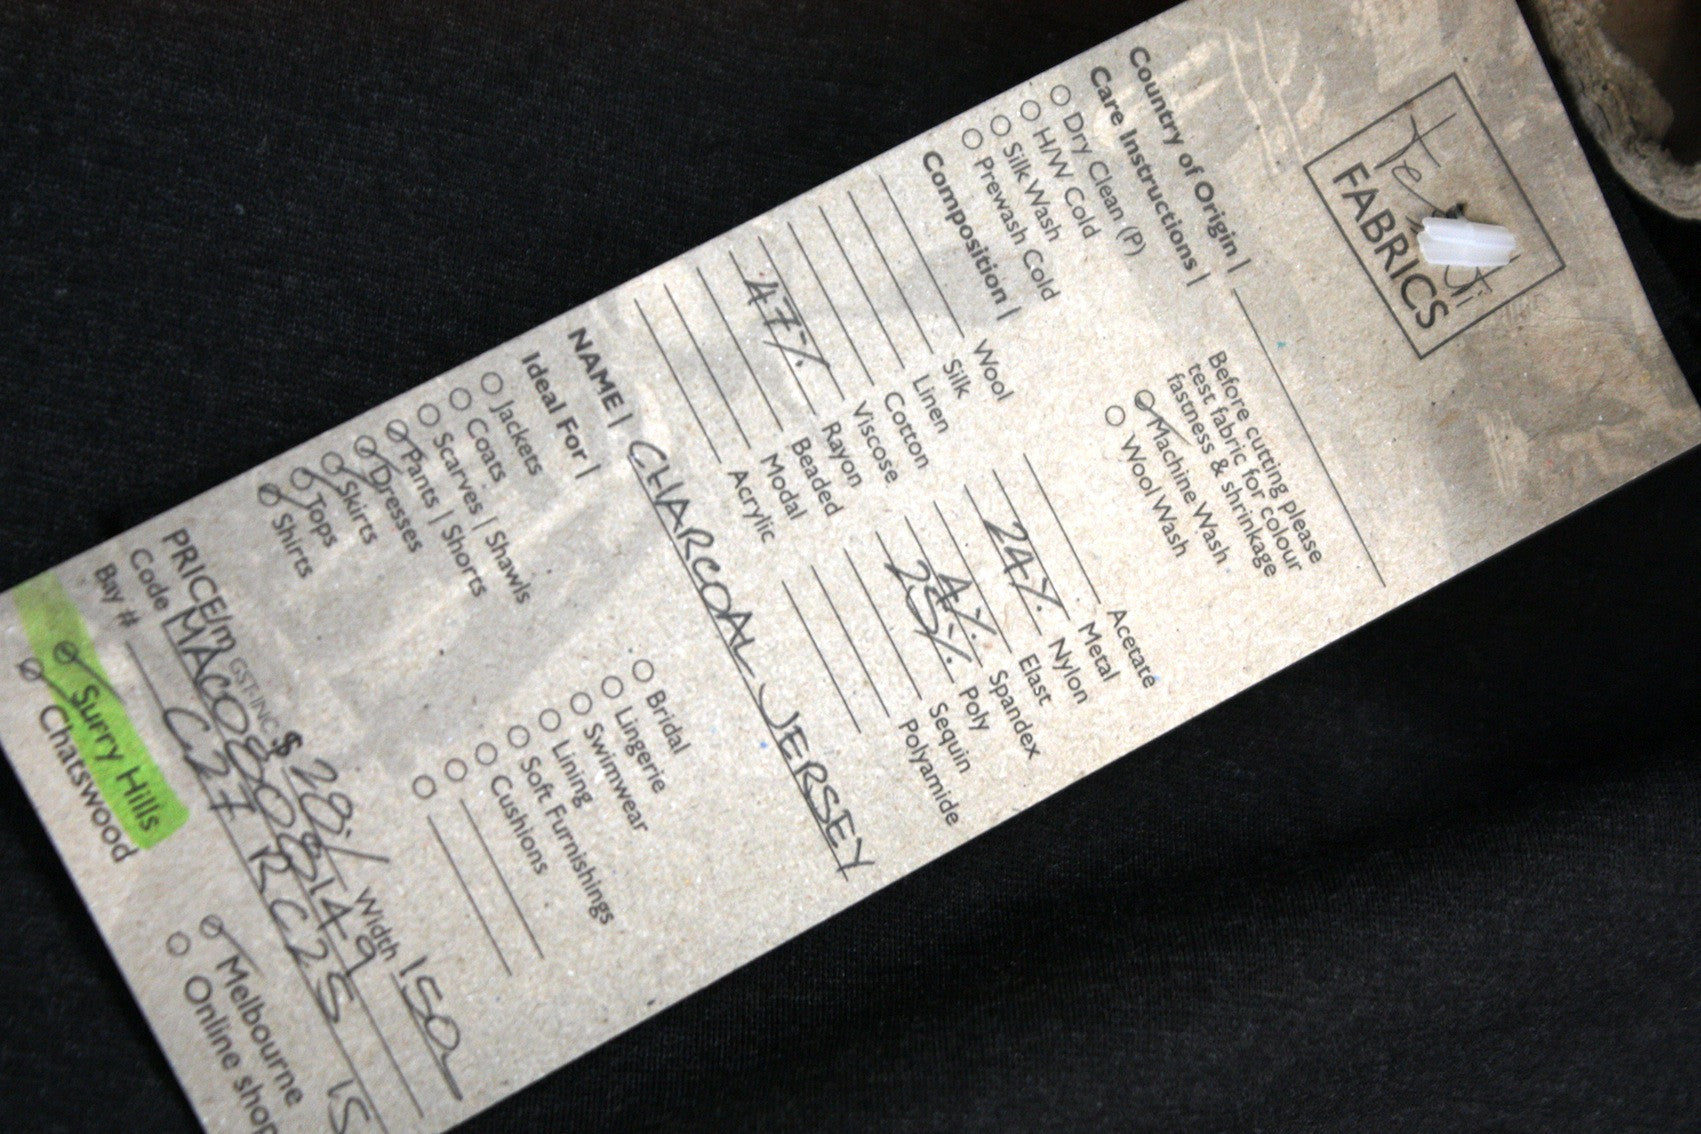 FABRICS
Country of Origin |
Care Instructions |
Before cutting please
test fabric for colour
fastness & shrinkage
Dry Clean (P)
H/W Cold
Silk Wash
Prewash Cold
Machine Wash
Wool Wash
Composition |
Wool
Silk
Linen
Cotton
Viscose
47% Rayon
Beaded
Modal
Acrylic
Acetate
Metal
24% Nylon
Elast
4% Spandex
25% Poly
Sequin
Polyamide
NAME | CHARCOAL JERSEY
Ideal For |
Jackets
Coats
Scarves | Shawls
Pants | Shorts
Dresses
Skirts
Tops
Shirts
Bridal
Lingerie
Swimwear
Lining
Soft Furnishings
Cushions
PRICE/m GST-INC $ 28.- Width 150
Code
Bay #
Surry Hills
Chatswood
Melbourne
Online shop